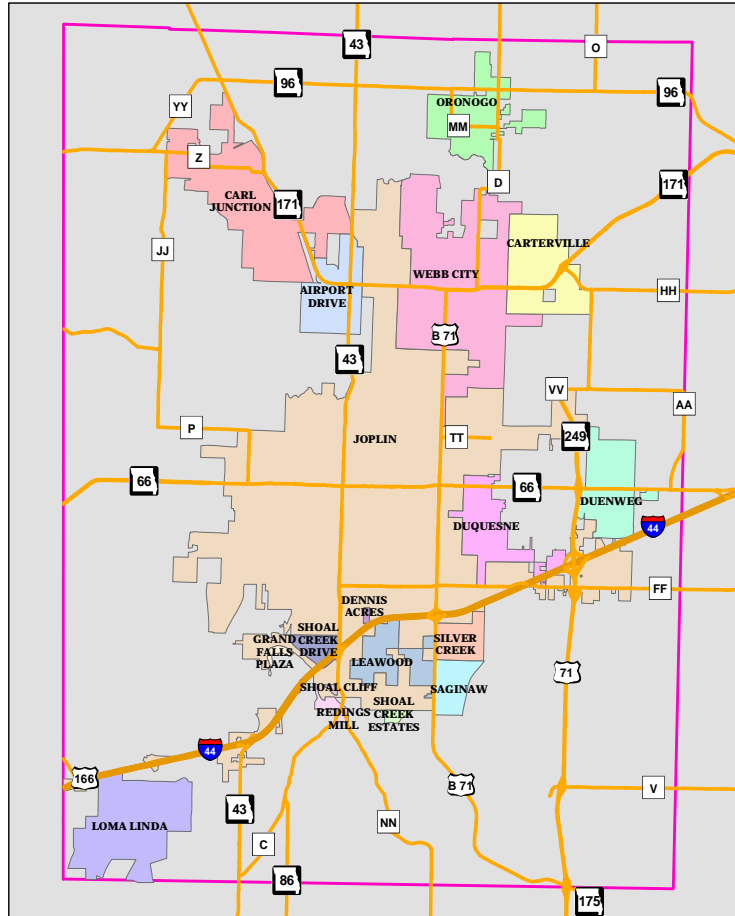 43
O
96
96
YY
ORONOGO
MM
Z
D
171
171
CARL
JUNCTION
CARTERVILLE
JJ
WEBB CITY
AIRPORT
DRIVE
HH
B 71
43
VV
AA
P
JOPLIN
TT
249
66
66
DUENWEG
DUQUESNE
44
FF
DENNIS
ACRES
SHOAL
CREEK
DRIVE
GRAND
FALLS
PLAZA
SILVER
CREEK
LEAWOOD
71
SHOAL CLIFF
SAGINAW
REDINGS
MILL
SHOAL
CREEK
ESTATES
44
166
B 71
V
43
LOMA LINDA
NN
C
86
175